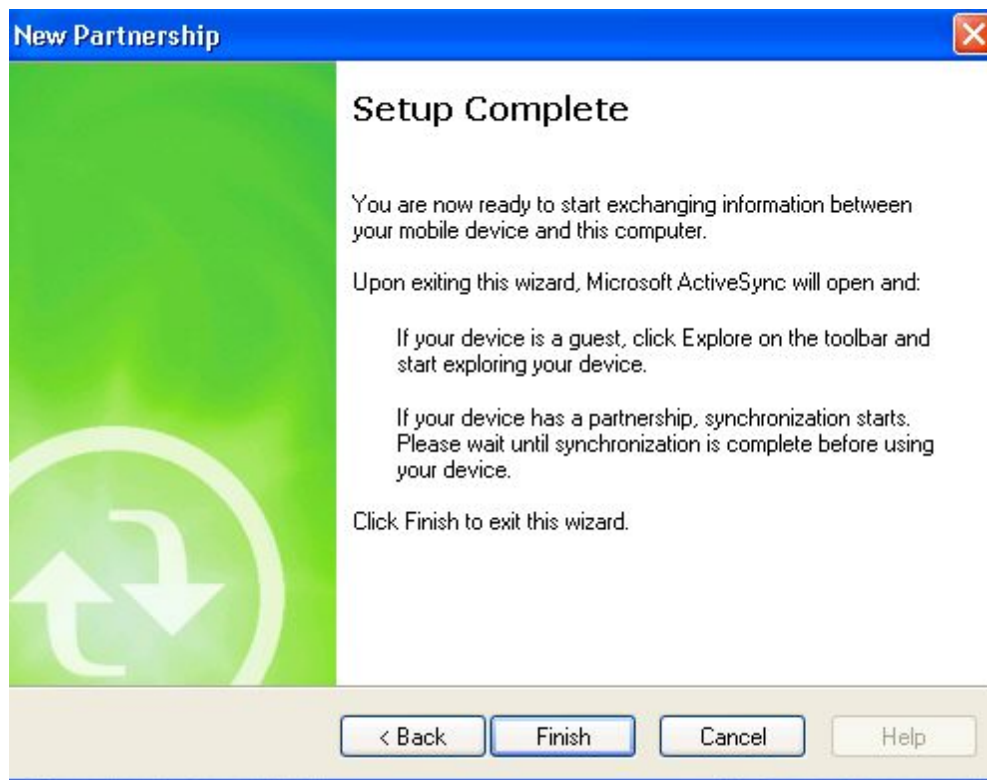 New Partnership
Setup Complete
You are now ready to start exchanging information between
your mobile device and this computer.
Upon exiting this wizard, Microsoft ActiveSync will open and:
If your device is a guest, click Explore on the toolbar and
start exploring your device.
If your device has a partnership, synchronization starts.
Please wait until synchronization is complete before using
your device.
Click Finish to exit this wizard.
< Back Finish Cancel Help